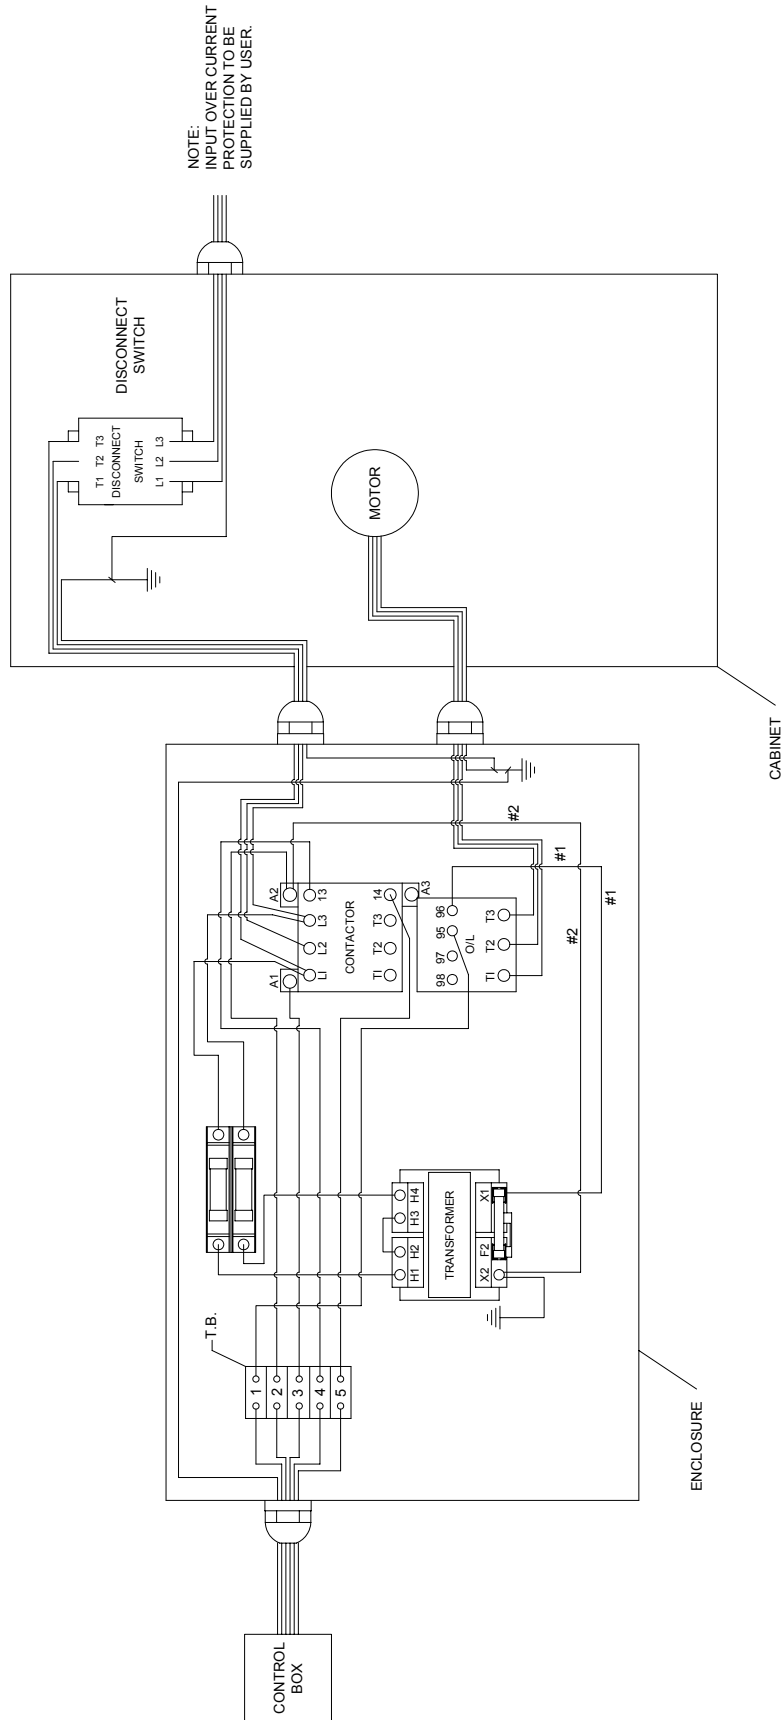 NOTE:
INPUT OVER CURRENT
PROTECTION TO BE
SUPPLIED BY USER.
DISCONNECT
SWITCH
T1 T2 T3
DISCONNECT
SWITCH
L1 L2 L3
MOTOR
CABINET
#2
#1
#1
#2
A1
A2
LI L2 L3 13
CONTACTOR
TI T2 T3 14
A3
98 97 95 96
O/L
TI T2 T3
H1 H2 H3 H4
TRANSFORMER
X2 F2 X1
T.B.
1
2
3
4
5
ENCLOSURE
CONTROL
BOX